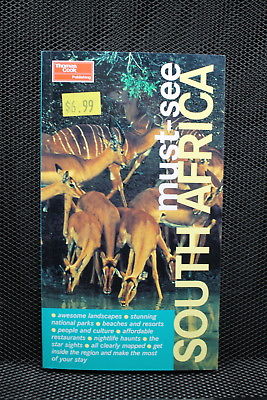 Thomas
Cook
Publishing
$6.99
must-see
SOUTH AFRICA
• awesome landscapes • stunning
national parks • beaches and resorts
• people and culture • affordable
restaurants • nightlife haunts • the
star sights • all clearly mapped • get
inside the region and make the most
of your stay